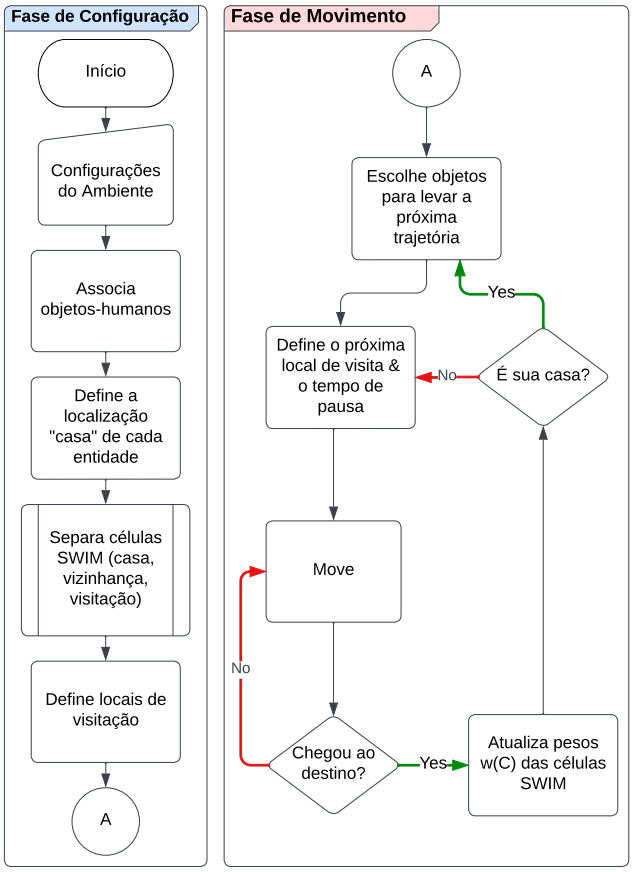 Fase de Configuração
Início
Configurações
do Ambiente
Associa
objetos-humanos
Define a
localização
"casa" de cada
entidade
Separa células
SWIM (casa,
vizinhança,
visitação)
Define locais de
visitação
A
Fase de Movimento
A
Escolhe objetos
para levar a
próxima
trajetória
Yes
Define o próxima
local de visita &
o tempo de
pausa
No
É sua casa?
Move
No
Chegou ao
destino?
Yes
Atualiza pesos
w(C) das células
SWIM